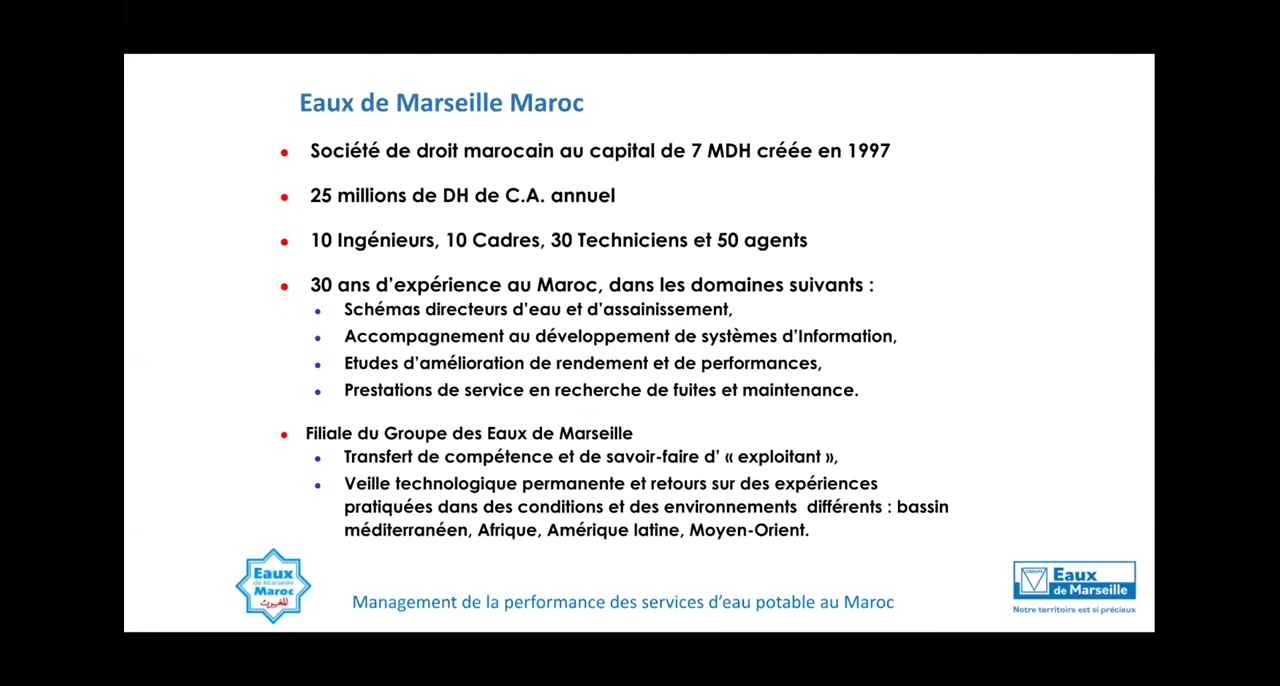 Eaux de Marseille Maroc
• Société de droit marocain au capital de 7 MDH créée en 1997
• 25 millions de DH de C.A. annuel
• 10 Ingénieurs, 10 Cadres, 30 Techniciens et 50 agents
• 30 ans d’expérience au Maroc, dans les domaines suivants :
• Schémas directeurs d’eau et d’assainissement,
• Accompagnement au développement de systèmes d’Information,
• Etudes d’amélioration de rendement et de performances,
• Prestations de service en recherche de fuites et maintenance.
• Filiale du Groupe des Eaux de Marseille
• Transfert de compétence et de savoir-faire d’ « exploitant »,
• Veille technologique permanente et retours sur des expériences
pratiquées dans des conditions et des environnements différents : bassin
méditerranéen, Afrique, Amérique latine, Moyen-Orient.
Eaux
de Marseille
Maroc
Management de la performance des services d’eau potable au Maroc
Eaux
de Marseille
Notre territoire est si précieux